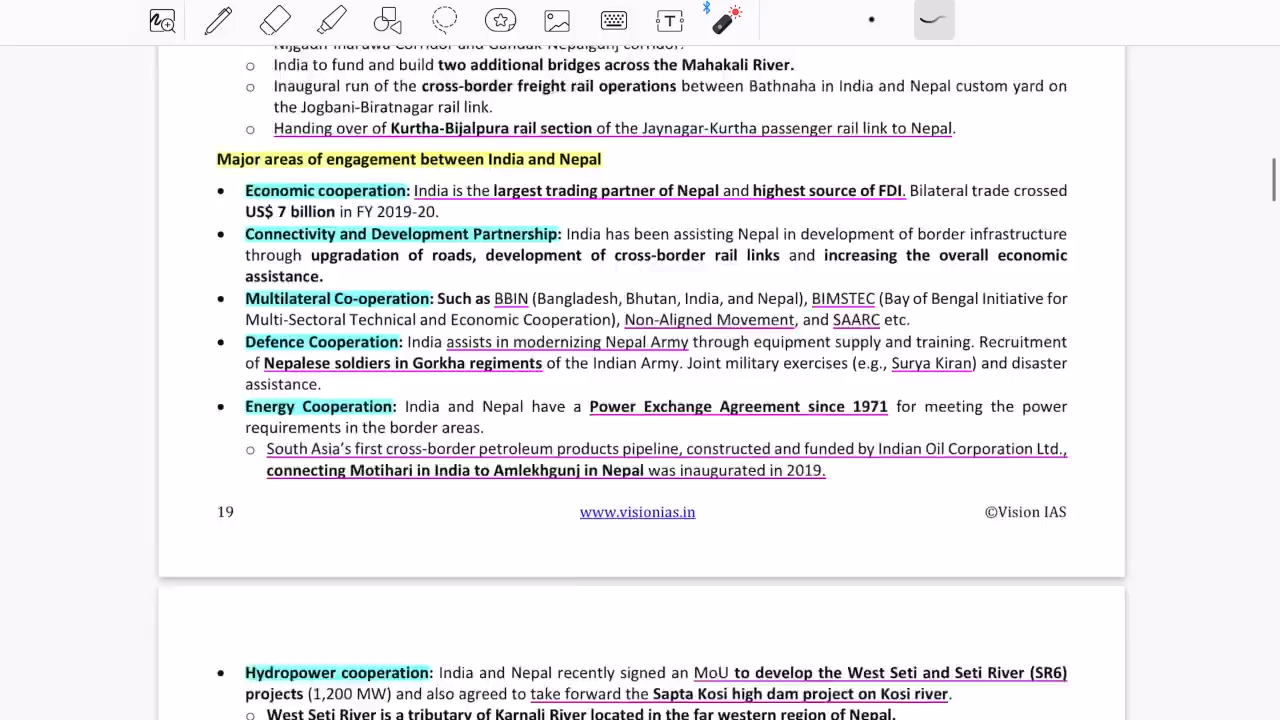 T
○ India to fund and build two additional bridges across the Mahakali River.
○ Inaugural run of the cross-border freight rail operations between Bathnaha in India and Nepal custom yard on
the Jogbani-Biratnagar rail link.
○ Handing over of Kurtha-Bijalpura rail section of the Jaynagar-Kurtha passenger rail link to Nepal.
Major areas of engagement between India and Nepal
• Economic cooperation: India is the largest trading partner of Nepal and highest source of FDI. Bilateral trade crossed
US$ 7 billion in FY 2019-20.
• Connectivity and Development Partnership: India has been assisting Nepal in development of border infrastructure
through upgradation of roads, development of cross-border rail links and increasing the overall economic
assistance.
• Multilateral Co-operation: Such as BBIN (Bangladesh, Bhutan, India, and Nepal), BIMSTEC (Bay of Bengal Initiative for
Multi-Sectoral Technical and Economic Cooperation), Non-Aligned Movement, and SAARC etc.
• Defence Cooperation: India assists in modernizing Nepal Army through equipment supply and training. Recruitment
of Nepalese soldiers in Gorkha regiments of the Indian Army. Joint military exercises (e.g., Surya Kiran) and disaster
assistance.
• Energy Cooperation: India and Nepal have a Power Exchange Agreement since 1971 for meeting the power
requirements in the border areas.
○ South Asia's first cross-border petroleum products pipeline, constructed and funded by Indian Oil Corporation Ltd.,
connecting Motihari in India to Amlekhgunj in Nepal was inaugurated in 2019.
19 www.visionias.in ©Vision IAS
• Hydropower cooperation: India and Nepal recently signed an MoU to develop the West Seti and Seti River (SR6)
projects (1,200 MW) and also agreed to take forward the Sapta Kosi high dam project on Kosi river.
○ West Seti River is a tributary of Karnali River located in the far western region of Nepal.